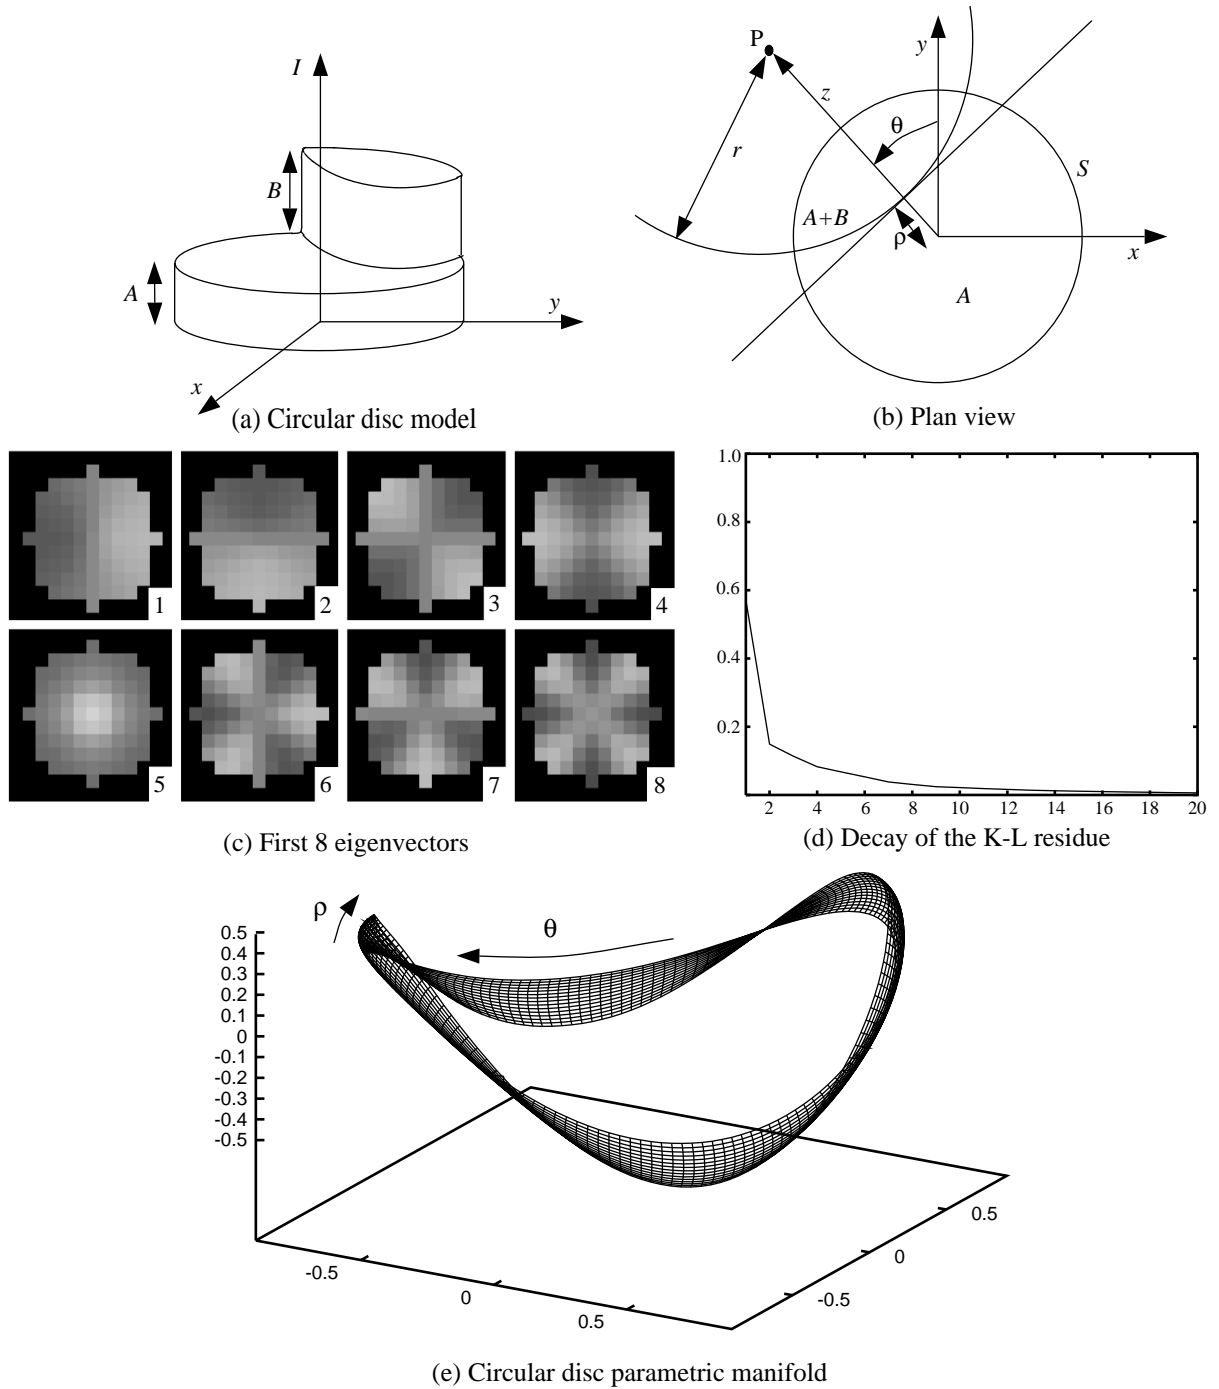 I
B
A
y
x
(a) Circular disc model
P
y
z
θ
r
S
A+B
ρ
x
A
(b) Plan view
1
2
3
4
5
6
7
8
(c) First 8 eigenvectors
1.0
0.8
0.6
0.4
0.2
2 4 6 8 10 12 14 16 18 20
(d) Decay of the K-L residue
ρ
θ
0.5
0.4
0.3
0.2
0.1
0
-0.1
-0.2
-0.3
-0.4
-0.5
-0.5
0
0.5
-0.5
0
0.5
(e) Circular disc parametric manifold